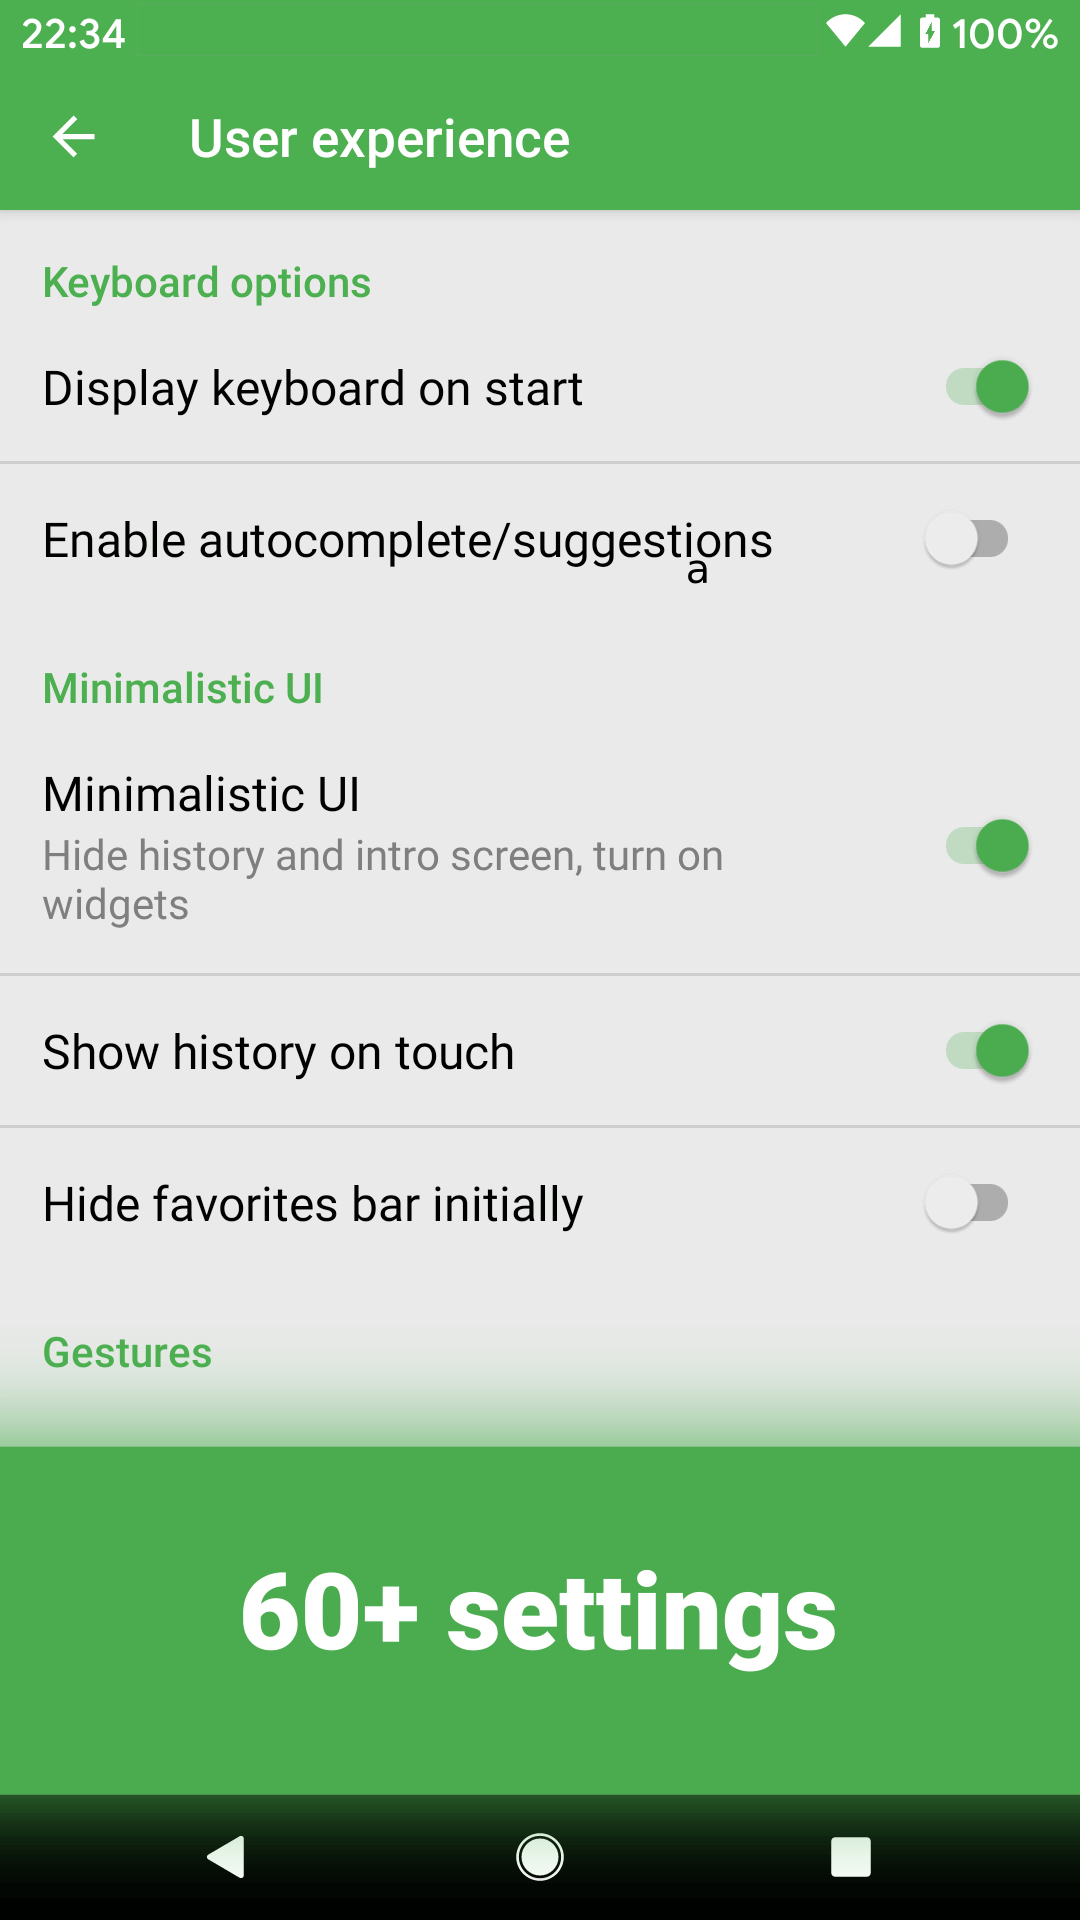 22:34
100%
User experience
Keyboard options
Display keyboard on start
Enable autocomplete/suggestions
a
Minimalistic UI
Minimalistic UI
Hide history and intro screen, turn on
widgets
Show history on touch
Hide favorites bar initially
Gestures
60+ settings